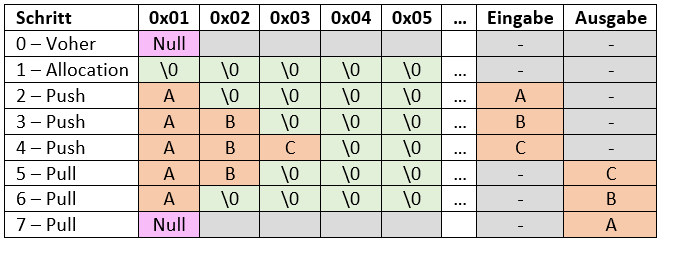 Schritt 0x01 0x02 0x03 0x04 0x05 ... Eingabe Ausgabe
0 – Voher Null - -
1 – Allocation \0 \0 \0 \0 \0 ... - -
2 – Push A \0 \0 \0 \0 ... A -
3 – Push A B \0 \0 \0 ... B -
4 – Push A B C \0 \0 ... C -
5 – Pull A B \0 \0 \0 ... - C
6 – Pull A \0 \0 \0 \0 ... - B
7 – Pull Null - A